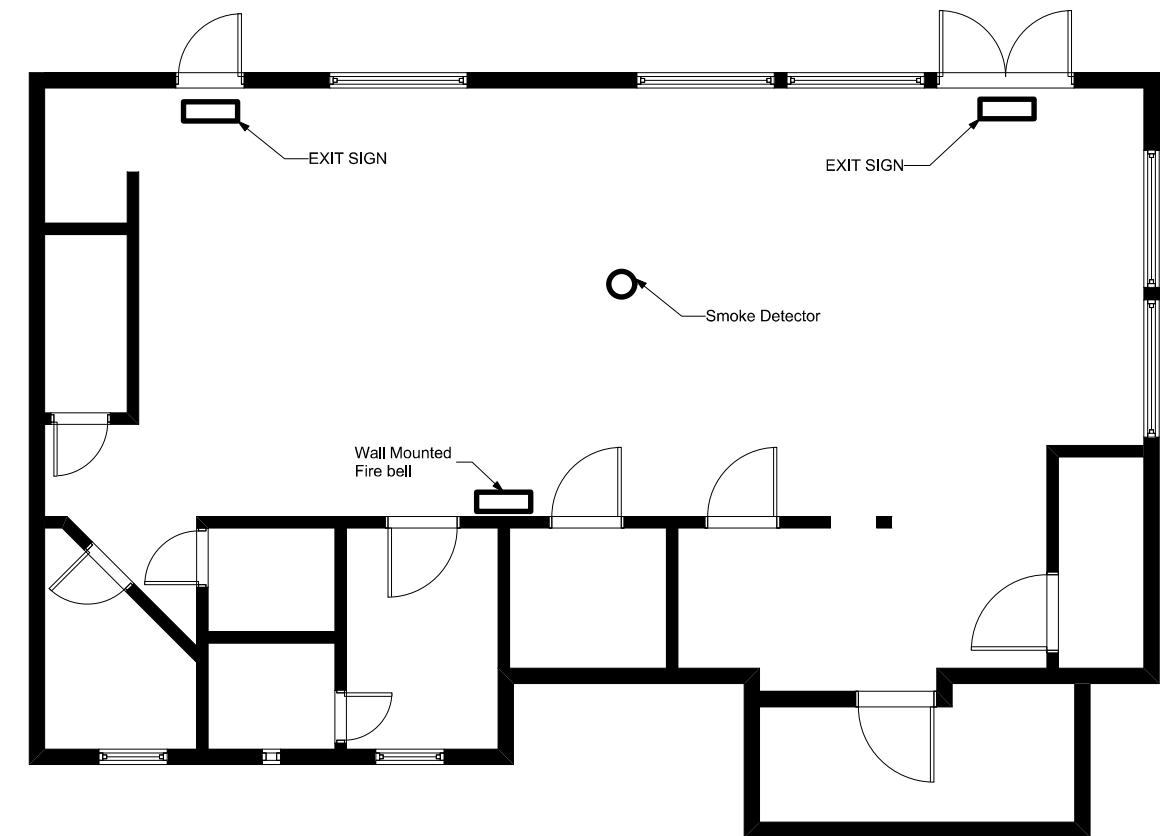 EXIT SIGN
EXIT SIGN
Smoke Detector
Wall Mounted
Fire bell